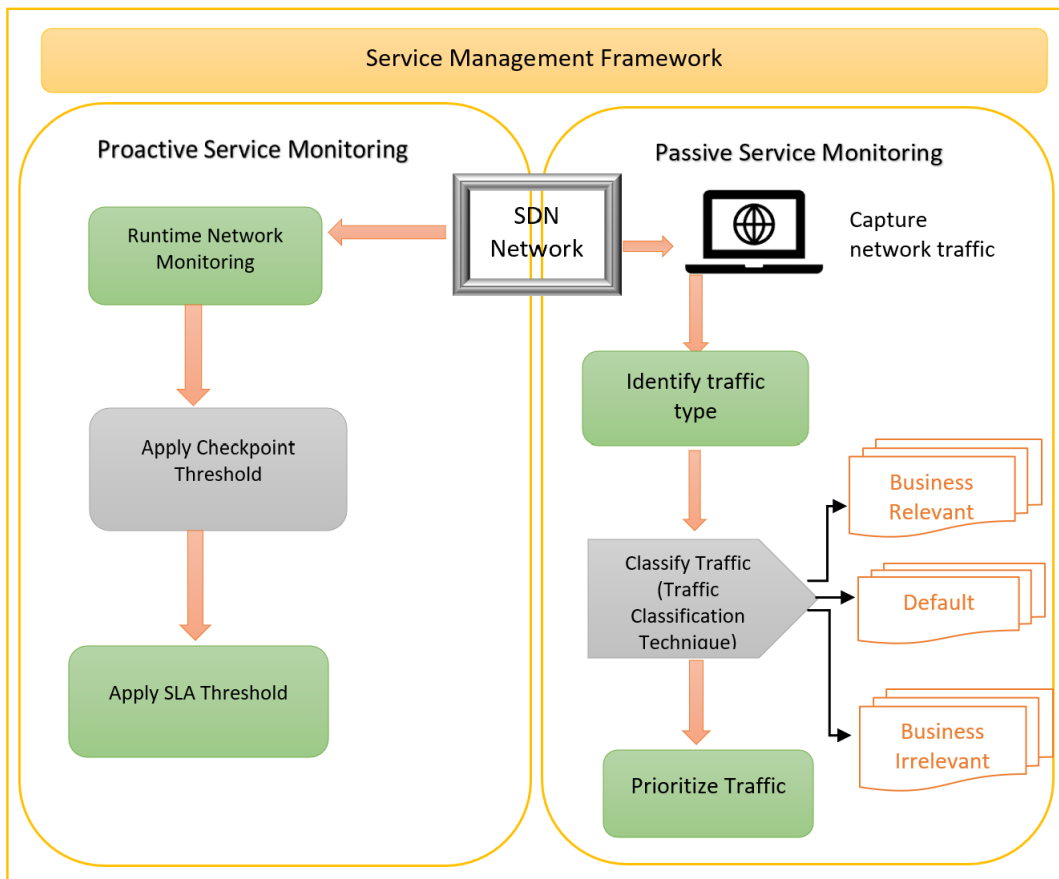 Service Management Framework
Proactive Service Monitoring
Runtime Network
Monitoring
Apply Checkpoint
Threshold
Apply SLA Threshold
SDN
Network
Passive Service Monitoring
Capture
network traffic
Identify traffic
type
Classify Traffic
(Traffic
Classification
Technique)
Business
Relevant
Default
Business
Irrelevant
Prioritize Traffic